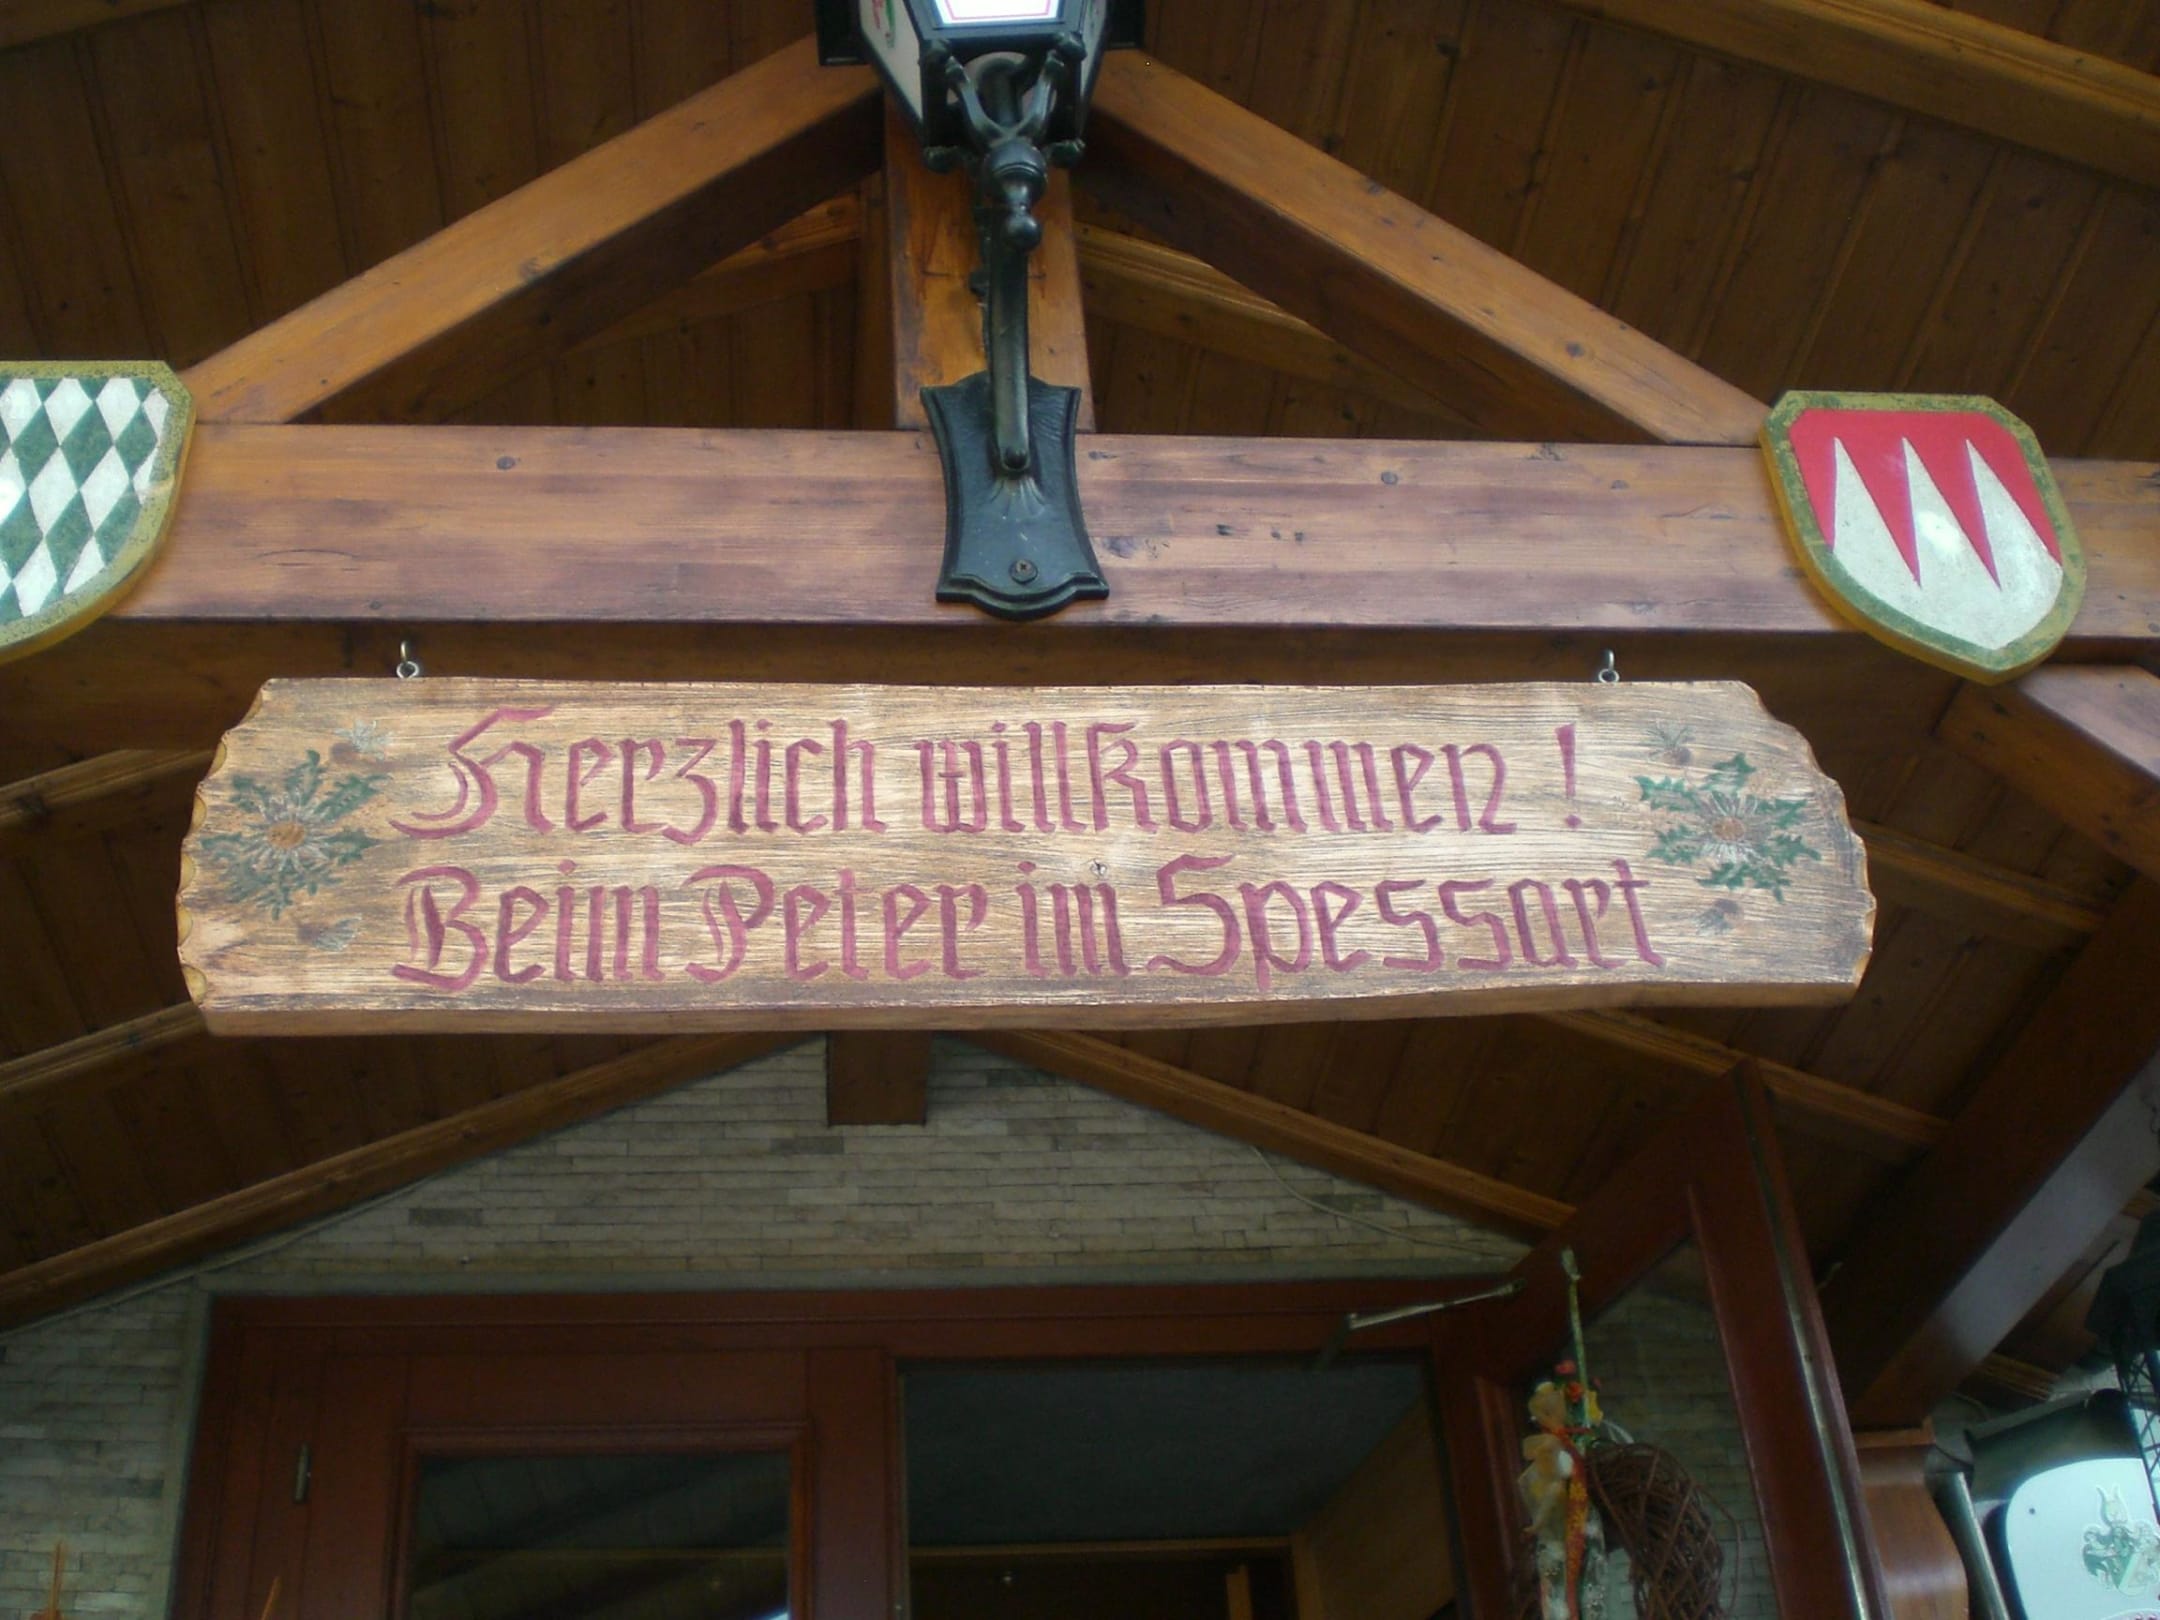 Herzlich willkommen !
Beim Peter im Spessart